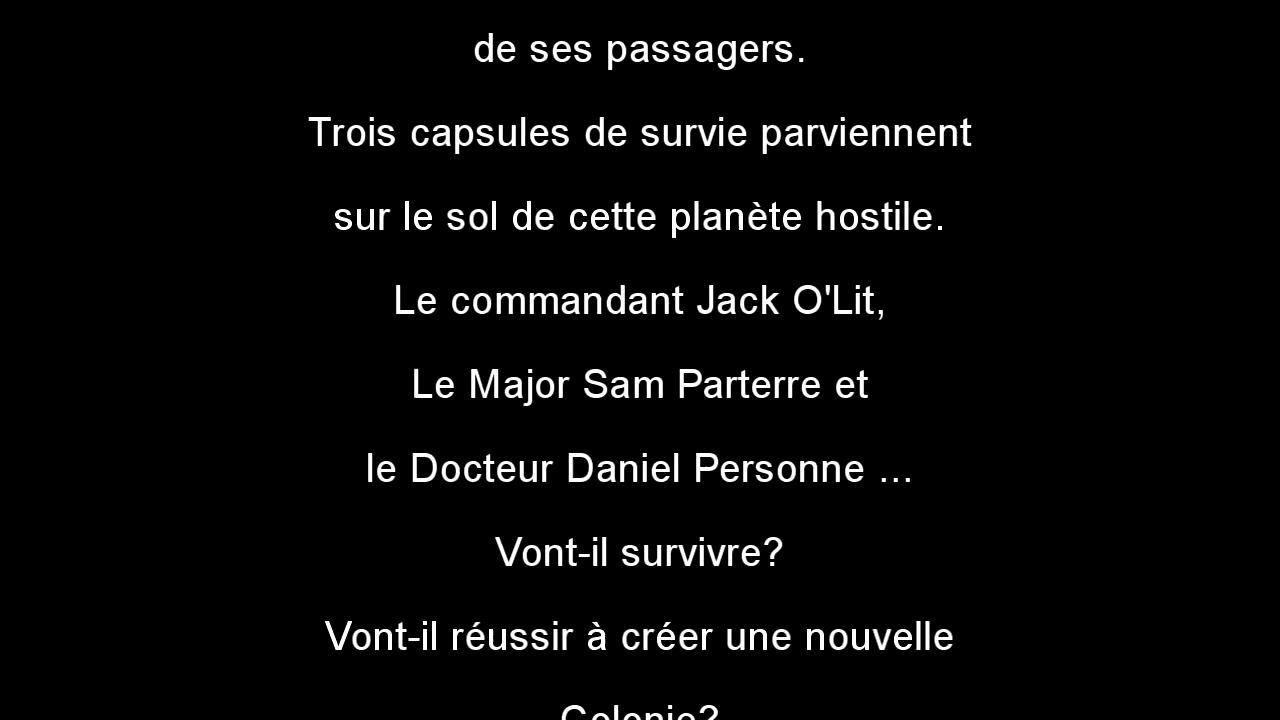 de ses passagers.
Trois capsules de survie parviennent
sur le sol de cette planète hostile.
Le commandant Jack O'Lit,
Le Major Sam Parterre et
le Docteur Daniel Personne ...
Vont-il survivre?
Vont-il réussir à créer une nouvelle
Colonie?